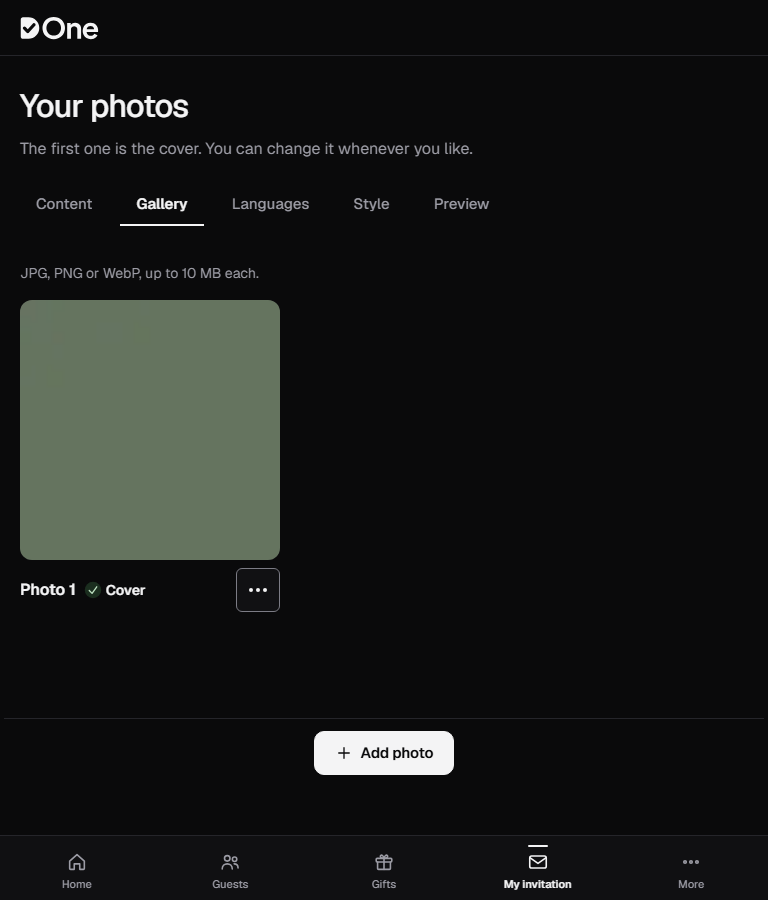 DOne
Your photos
The first one is the cover. You can change it whenever you like.
Content Gallery Languages Style Preview
JPG, PNG or WebP, up to 10 MB each.
Photo 1 Cover
Add photo
Home Guests Gifts My invitation More